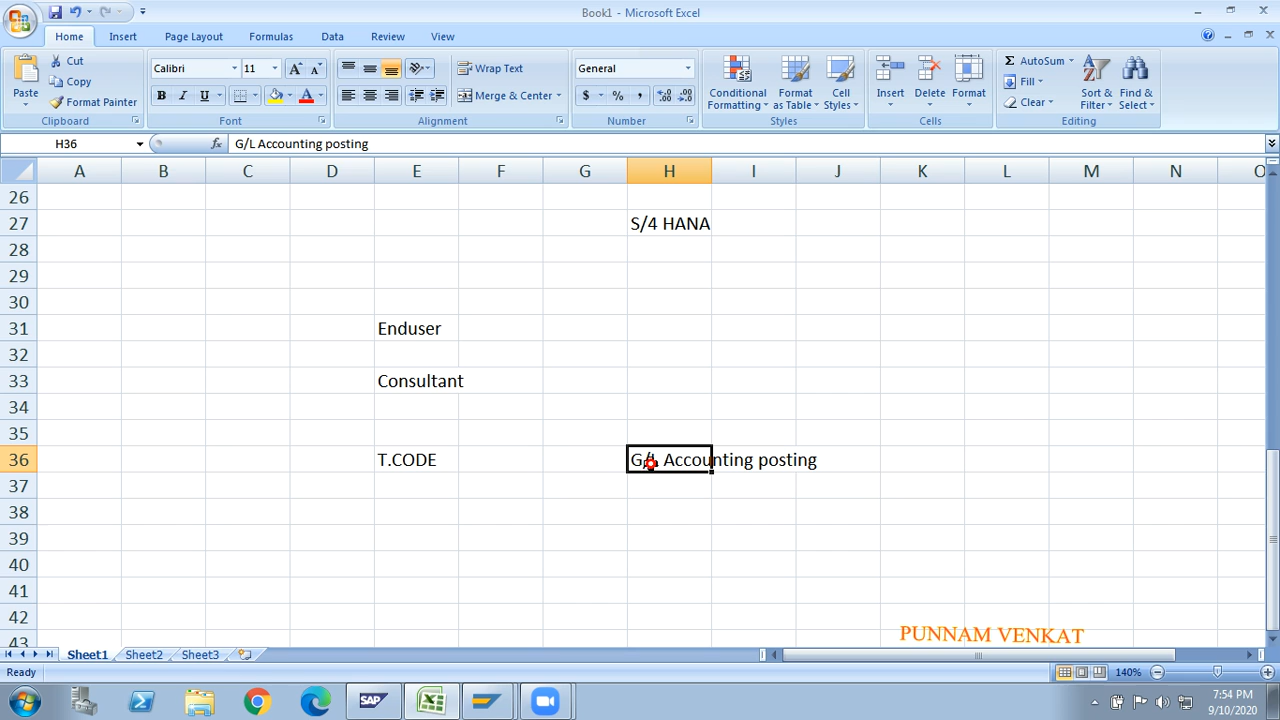 Book1 - Microsoft Excel
Home Insert Page Layout Formulas Data Review View
Paste Cut Copy Format Painter Clipboard
Calibri 11 B I U A Font
Wrap Text Merge & Center Alignment
General $ % , Number
Conditional Formatting Format as Table Cell Styles Styles
Insert Delete Format Cells
Σ AutoSum Fill Clear Sort & Filter Find & Select Editing
H36 fx G/L Accounting posting
A B C D E F G H I J K L M N O
26
27 S/4 HANA
28
29
30
31 Enduser
32
33 Consultant
34
35
36 T.CODE G/L Accounting posting
37
38
39
40
41
42
43
PUNNAM VENKAT
Sheet1 Sheet2 Sheet3
Ready 140%
SAP
7:54 PM
9/10/2020